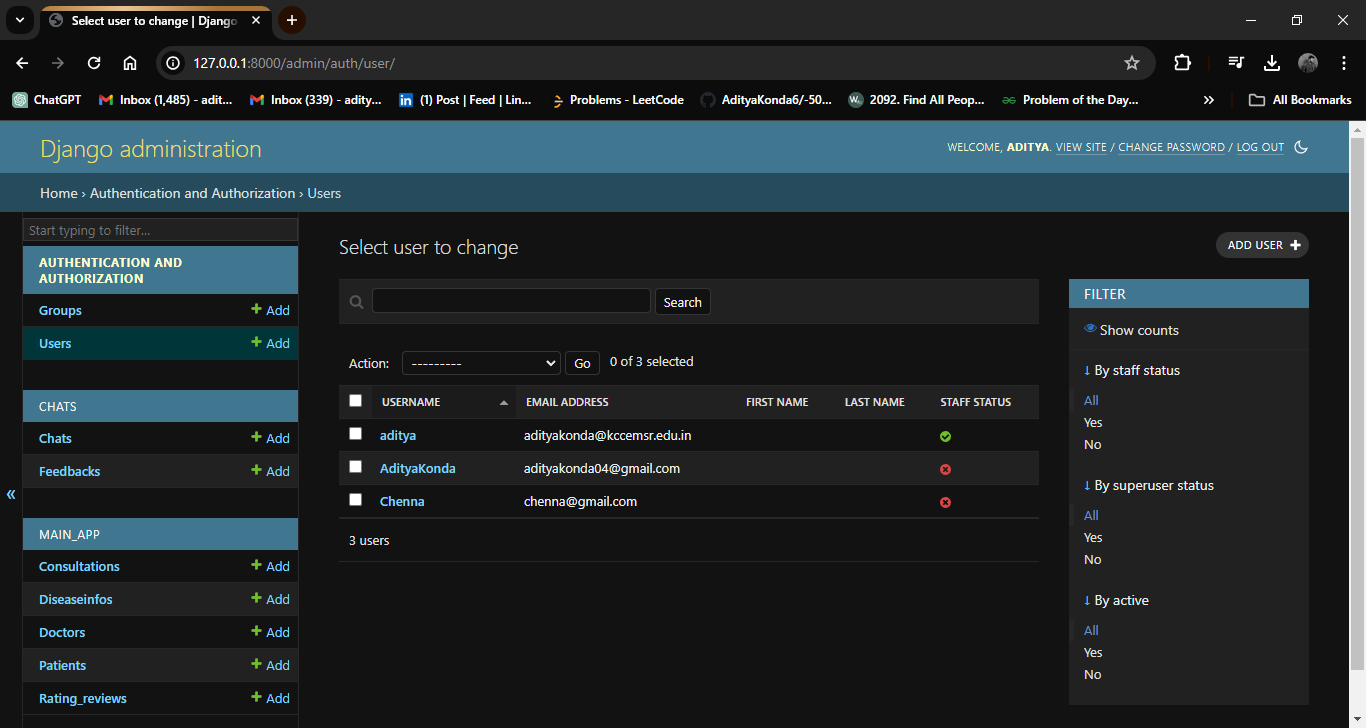 Select user to change | Django
127.0.0.1:8000/admin/auth/user/
ChatGPT Inbox (1,485) - adit... Inbox (339) - adity... (1) Post | Feed | Lin... Problems - LeetCode AdityaKonda6/-50... 2092. Find All Peop... Problem of the Day... » All Bookmarks
Django administration
WELCOME, ADITYA. VIEW SITE / CHANGE PASSWORD / LOG OUT
Home › Authentication and Authorization › Users
Start typing to filter...
AUTHENTICATION AND
AUTHORIZATION
Groups + Add
Users + Add
CHATS
Chats + Add
Feedbacks + Add
«
MAIN_APP
Consultations + Add
Diseaseinfos + Add
Doctors + Add
Patients + Add
Rating_reviews + Add
Select user to change
ADD USER +
Search
Action: --------- Go 0 of 3 selected
USERNAME EMAIL ADDRESS FIRST NAME LAST NAME STAFF STATUS
aditya adityakonda@kccemsr.edu.in
AdityaKonda adityakonda04@gmail.com
Chenna chenna@gmail.com
3 users
FILTER
Show counts
↓ By staff status
All
Yes
No
↓ By superuser status
All
Yes
No
↓ By active
All
Yes
No